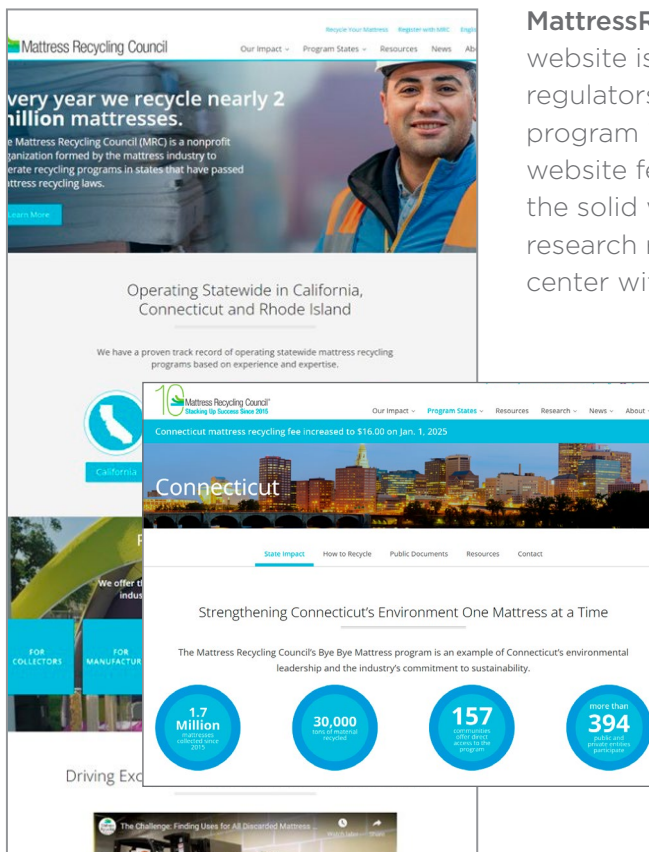 Recycle Your Mattress Register with MRC
Mattress Recycling Council
Our Impact Program States Resources News
very year we recycle nearly 2
illion mattresses.
e Mattress Recycling Council (MRC) is a nonprofit
ganization formed by the mattress industry to
erate recycling programs in states that have passed
ttress recycling laws.
Learn More
Operating Statewide in California,
Connecticut and Rhode Island
We have a proven track record of operating statewide mattress recycling
programs based on experience and expertise.
California
We offer th
indus
FOR
COLLECTORS
FOR
MANUFACTUR
Driving Exc
The Challenge: Finding Uses for All Discarded Mattress
Watch later Share
MattressR
website is
regulators
program
website fe
the solid
research
center wi
10
Mattress Recycling Council®
Stacking Up Success Since 2015
Our Impact Program States Resources Research News About
Connecticut mattress recycling fee increased to $16.00 on Jan. 1, 2025
Connecticut
State Impact How to Recycle Public Documents Resources Contact
Strengthening Connecticut's Environment One Mattress at a Time
The Mattress Recycling Council's Bye Bye Mattress program is an example of Connecticut's environmental
leadership and the industry's commitment to sustainability.
1.7
Million
mattresses
collected since
2015
30,000
tons of material
recycled
157
communities
offer direct
access to the
program
more than
394
public and
private entities
participate